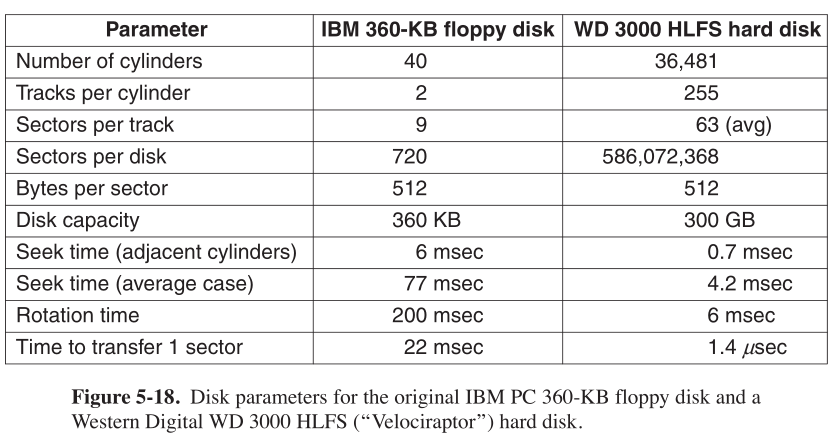 Parameter IBM 360-KB floppy disk WD 3000 HLFS hard disk
Number of cylinders 40 36,481
Tracks per cylinder 2 255
Sectors per track 9 63 (avg)
Sectors per disk 720 586,072,368
Bytes per sector 512 512
Disk capacity 360 KB 300 GB
Seek time (adjacent cylinders) 6 msec 0.7 msec
Seek time (average case) 77 msec 4.2 msec
Rotation time 200 msec 6 msec
Time to transfer 1 sector 22 msec 1.4 μsec
Figure 5-18. Disk parameters for the original IBM PC 360-KB floppy disk and a
Western Digital WD 3000 HLFS (‘‘Velociraptor’’) hard disk.